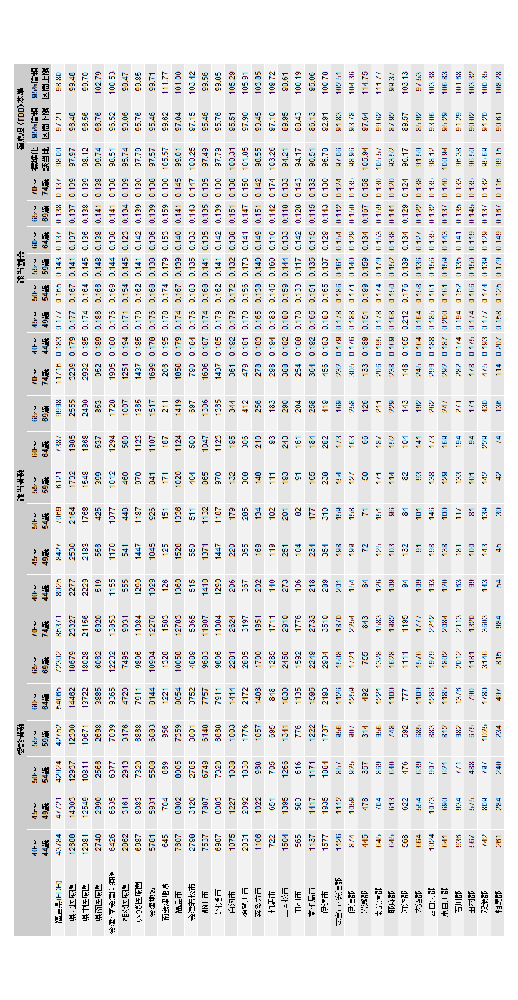 受診者数 該当者数 該当割合 福島県(FDB)基準
40～44歳 45～49歳 50～54歳 55～59歳 60～64歳 65～69歳 70～74歳 40～44歳 45～49歳 50～54歳 55～59歳 60～64歳 65～69歳 70～74歳 40～44歳 45～49歳 50～54歳 55～59歳 60～64歳 65～69歳 70～74歳 標準化該当比 95%信頼区間下限 95%信頼区間上限
福島県(FDB) 43784 47721 42924 42752 54065 72302 85371 8025 8427 7069 6121 7387 9998 11716 0.183 0.177 0.165 0.143 0.137 0.138 0.137 98.00 97.21 98.80
県北医療圏 12688 14303 12937 12300 14462 18679 23327 2277 2530 2164 1732 1985 2555 3239 0.179 0.177 0.167 0.141 0.137 0.137 0.139 97.97 96.48 99.48
県中医療圏 12081 12549 10811 10671 13722 18028 21156 2229 2183 1768 1548 1868 2490 2932 0.185 0.174 0.164 0.145 0.136 0.138 0.139 98.12 96.56 99.70
県南医療圏 2740 2990 2566 2698 3885 6062 6920 519 556 425 399 537 853 952 0.189 0.186 0.166 0.148 0.138 0.141 0.138 99.74 96.76 102.79
会津・南会津医療圏 6426 6635 6377 7039 9365 12232 13853 1155 1170 1077 1012 1294 1728 1905 0.180 0.176 0.169 0.144 0.138 0.141 0.138 98.51 96.52 100.53
相双医療圏 2862 3161 2913 3176 4720 7495 9031 555 541 448 460 580 1007 1251 0.194 0.171 0.154 0.145 0.123 0.134 0.139 95.74 93.06 98.47
いわき医療圏 6987 8083 7320 6868 7911 9806 11084 1290 1447 1187 970 1123 1365 1437 0.185 0.179 0.162 0.141 0.142 0.139 0.130 97.79 95.76 99.85
会津地域 5781 5931 5508 6083 8144 10904 12270 1029 1045 926 841 1107 1517 1699 0.178 0.176 0.168 0.138 0.136 0.139 0.138 97.57 95.46 99.71
南会津地域 645 704 869 956 1221 1328 1583 126 125 151 171 187 211 206 0.195 0.178 0.174 0.179 0.153 0.159 0.130 105.57 99.62 111.77
福島市 7607 8802 8005 7359 8054 10058 12783 1360 1528 1336 1020 1124 1419 1858 0.179 0.174 0.167 0.139 0.140 0.141 0.145 99.01 97.04 101.00
会津若松市 2798 3120 2785 3001 3752 4889 5365 515 550 511 404 500 697 790 0.184 0.176 0.183 0.135 0.133 0.143 0.147 100.25 97.15 103.42
郡山市 7537 7887 6749 6148 7757 9683 11907 1410 1371 1132 865 1047 1306 1606 0.187 0.174 0.168 0.141 0.135 0.135 0.135 97.49 95.46 99.56
いわき市 6987 8083 7320 6868 7911 9806 11084 1290 1447 1187 970 1123 1365 1437 0.185 0.179 0.162 0.141 0.142 0.139 0.130 97.79 95.76 99.85
白河市 1075 1227 1038 1003 1414 2281 2624 206 220 179 132 195 344 361 0.192 0.179 0.172 0.132 0.138 0.151 0.138 100.31 95.51 105.29
須賀川市 2031 2092 1830 1776 2172 2805 3197 367 355 285 308 306 412 479 0.181 0.170 0.156 0.173 0.141 0.147 0.150 101.85 97.90 105.91
喜多方市 1106 1022 968 1057 1406 1700 1951 202 169 134 148 210 256 278 0.183 0.165 0.138 0.140 0.149 0.151 0.142 98.55 93.45 103.85
相馬市 722 651 705 695 848 1285 1711 140 119 102 111 93 183 298 0.194 0.183 0.145 0.160 0.110 0.142 0.174 103.26 97.10 109.72
二本松市 1504 1395 1266 1341 1830 2458 2910 273 251 201 193 243 290 388 0.182 0.180 0.159 0.144 0.133 0.118 0.133 94.21 89.95 98.61
田村市 565 583 616 776 1135 1592 1776 106 104 82 91 161 204 254 0.188 0.178 0.133 0.117 0.142 0.128 0.143 94.17 88.43 100.19
南相馬市 1137 1417 1171 1222 1595 2249 2733 218 234 177 165 184 258 364 0.192 0.165 0.151 0.135 0.115 0.115 0.133 90.51 86.13 95.06
伊達市 1577 1935 1884 1737 2193 2934 3510 289 354 310 238 282 419 456 0.183 0.183 0.165 0.137 0.129 0.143 0.130 96.78 92.91 100.78
本宮市・安達郡 1126 1112 857 956 1126 1508 1870 201 198 159 154 173 169 232 0.179 0.178 0.186 0.161 0.154 0.112 0.124 97.06 91.83 102.51
伊達郡 874 1059 925 907 1259 1721 2254 154 199 158 127 163 258 305 0.176 0.188 0.171 0.140 0.129 0.150 0.135 98.96 93.78 104.36
岩瀬郡 445 478 357 314 492 755 843 84 72 71 50 66 126 133 0.189 0.151 0.199 0.159 0.134 0.167 0.158 105.94 97.64 114.75
南会津郡 645 704 869 956 1221 1328 1583 126 125 151 171 187 211 206 0.195 0.178 0.174 0.179 0.153 0.159 0.130 105.57 99.62 111.77
耶麻郡 645 613 640 748 1100 1628 1982 109 103 96 114 152 229 238 0.169 0.168 0.150 0.152 0.138 0.141 0.120 93.52 87.92 99.37
河沼郡 568 622 476 592 777 1111 1195 94 132 84 82 104 143 148 0.165 0.212 0.176 0.139 0.134 0.129 0.124 96.17 89.57 103.13
大沼郡 664 554 639 685 1109 1576 1777 109 91 101 93 141 192 245 0.164 0.164 0.158 0.136 0.127 0.122 0.138 91.59 85.92 97.53
西白河郡 1024 1073 907 883 1286 1979 2212 193 198 146 138 173 262 299 0.188 0.185 0.161 0.156 0.135 0.132 0.135 98.12 93.06 103.38
東白川郡 641 690 621 812 1185 1802 2084 120 138 100 129 169 247 292 0.187 0.200 0.161 0.159 0.143 0.137 0.140 100.94 95.29 106.83
石川郡 936 934 771 982 1376 2012 2113 163 181 117 133 194 271 282 0.174 0.194 0.152 0.135 0.141 0.135 0.133 96.38 91.29 101.68
田村郡 567 575 488 675 790 1181 1320 99 100 81 101 94 171 178 0.175 0.174 0.166 0.150 0.119 0.145 0.135 96.50 90.02 103.32
双葉郡 742 809 797 1025 1780 3146 3603 143 143 139 142 229 430 475 0.193 0.177 0.174 0.139 0.129 0.137 0.132 95.69 91.20 100.35
相馬郡 261 284 240 234 497 815 984 54 45 30 42 74 136 114 0.207 0.158 0.125 0.179 0.149 0.167 0.116 99.15 90.61 108.28